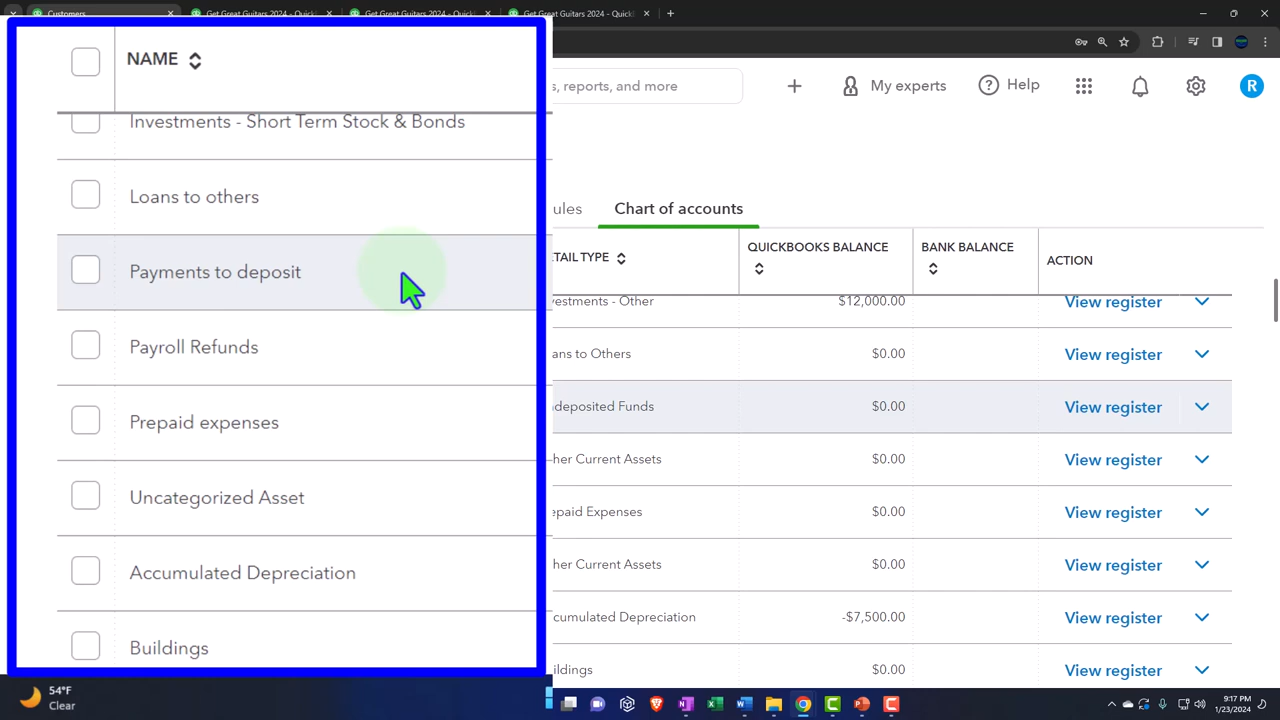 Customers
Get Great Guitars 2024 - Quick
Get Great Guitars 2024 - Quick
Get Great Guitars 2024 - Quick
s, reports, and more
My experts
Help
R
ules
Chart of accounts
NAME
TAIL TYPE
QUICKBOOKS BALANCE
BANK BALANCE
ACTION
Investments - Short Term Stock & Bonds
vestments - Other
$12,000.00
View register
Loans to others
ans to Others
$0.00
View register
Payments to deposit
ndeposited Funds
$0.00
View register
Payroll Refunds
her Current Assets
$0.00
View register
Prepaid expenses
epaid Expenses
$0.00
View register
Uncategorized Asset
her Current Assets
$0.00
View register
Accumulated Depreciation
cumulated Depreciation
-$7,500.00
View register
Buildings
ildings
$0.00
View register
54°F
Clear
9:17 PM
1/23/2024